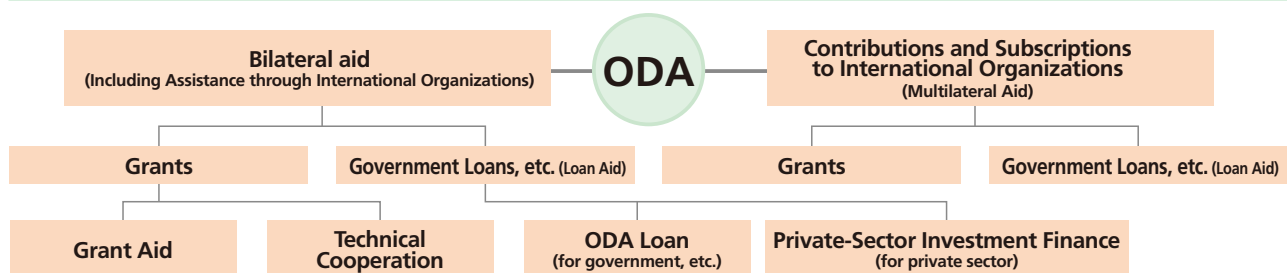 Bilateral aid
(Including Assistance through International Organizations)
ODA
Contributions and Subscriptions
to International Organizations
(Multilateral Aid)
Grants
Government Loans, etc. (Loan Aid)
Grants
Government Loans, etc. (Loan Aid)
Grant Aid
Technical
Cooperation
ODA Loan
(for government, etc.)
Private-Sector Investment Finance
(for private sector)